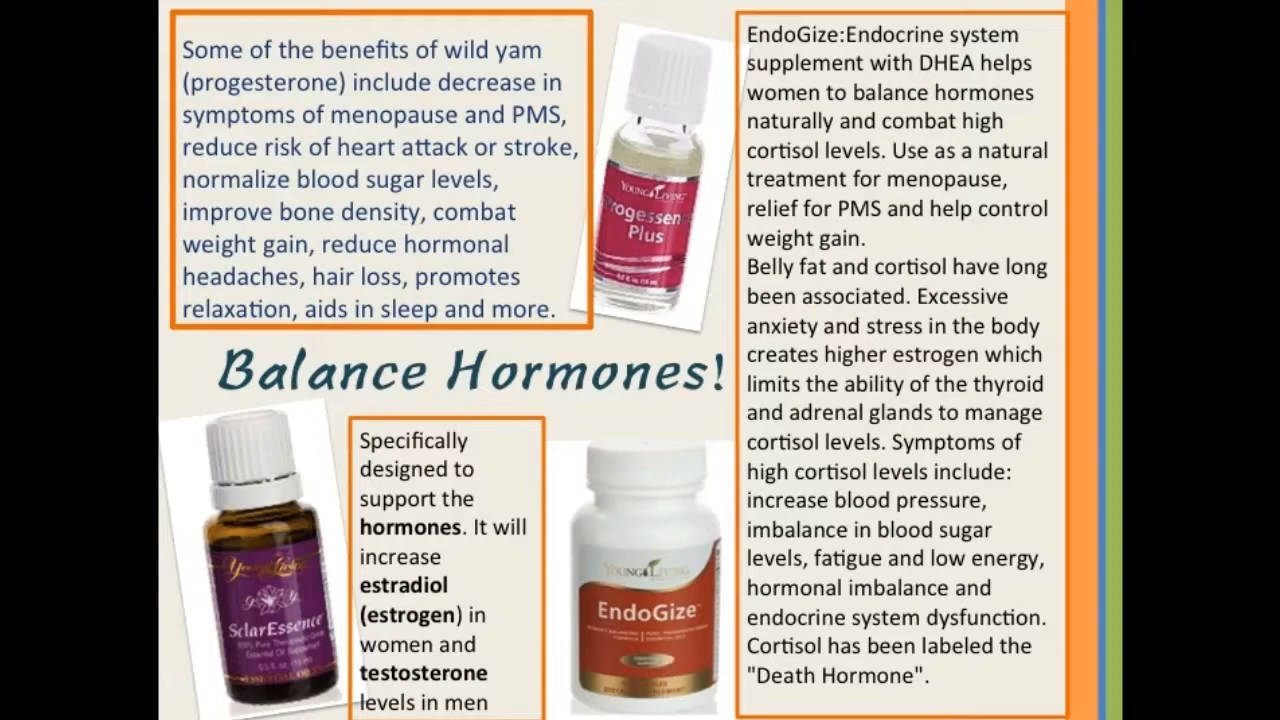 Some of the benefits of wild yam
(progesterone) include decrease in
symptoms of menopause and PMS,
reduce risk of heart attack or stroke,
normalize blood sugar levels,
improve bone density, combat
weight gain, reduce hormonal
headaches, hair loss, promotes
relaxation, aids in sleep and more.
YOUNG LIVING
Progessence
Plus
EndoGize:Endocrine system
supplement with DHEA helps
women to balance hormones
naturally and combat high
cortisol levels. Use as a natural
treatment for menopause,
relief for PMS and help control
weight gain.
Belly fat and cortisol have long
been associated. Excessive
anxiety and stress in the body
creates higher estrogen which
limits the ability of the thyroid
and adrenal glands to manage
cortisol levels. Symptoms of
high cortisol levels include:
increase blood pressure,
imbalance in blood sugar
levels, fatigue and low energy,
hormonal imbalance and
endocrine system dysfunction.
Cortisol has been labeled the
"Death Hormone".
Balance Hormones!
Young Living
SclarEssence
100% Pure Therapeutic-Grade
Essential Oil Supplement
Specifically
designed to
support the
hormones. It will
increase
estradiol
(estrogen) in
women and
testosterone
levels in men
YOUNG LIVING
EndoGize™